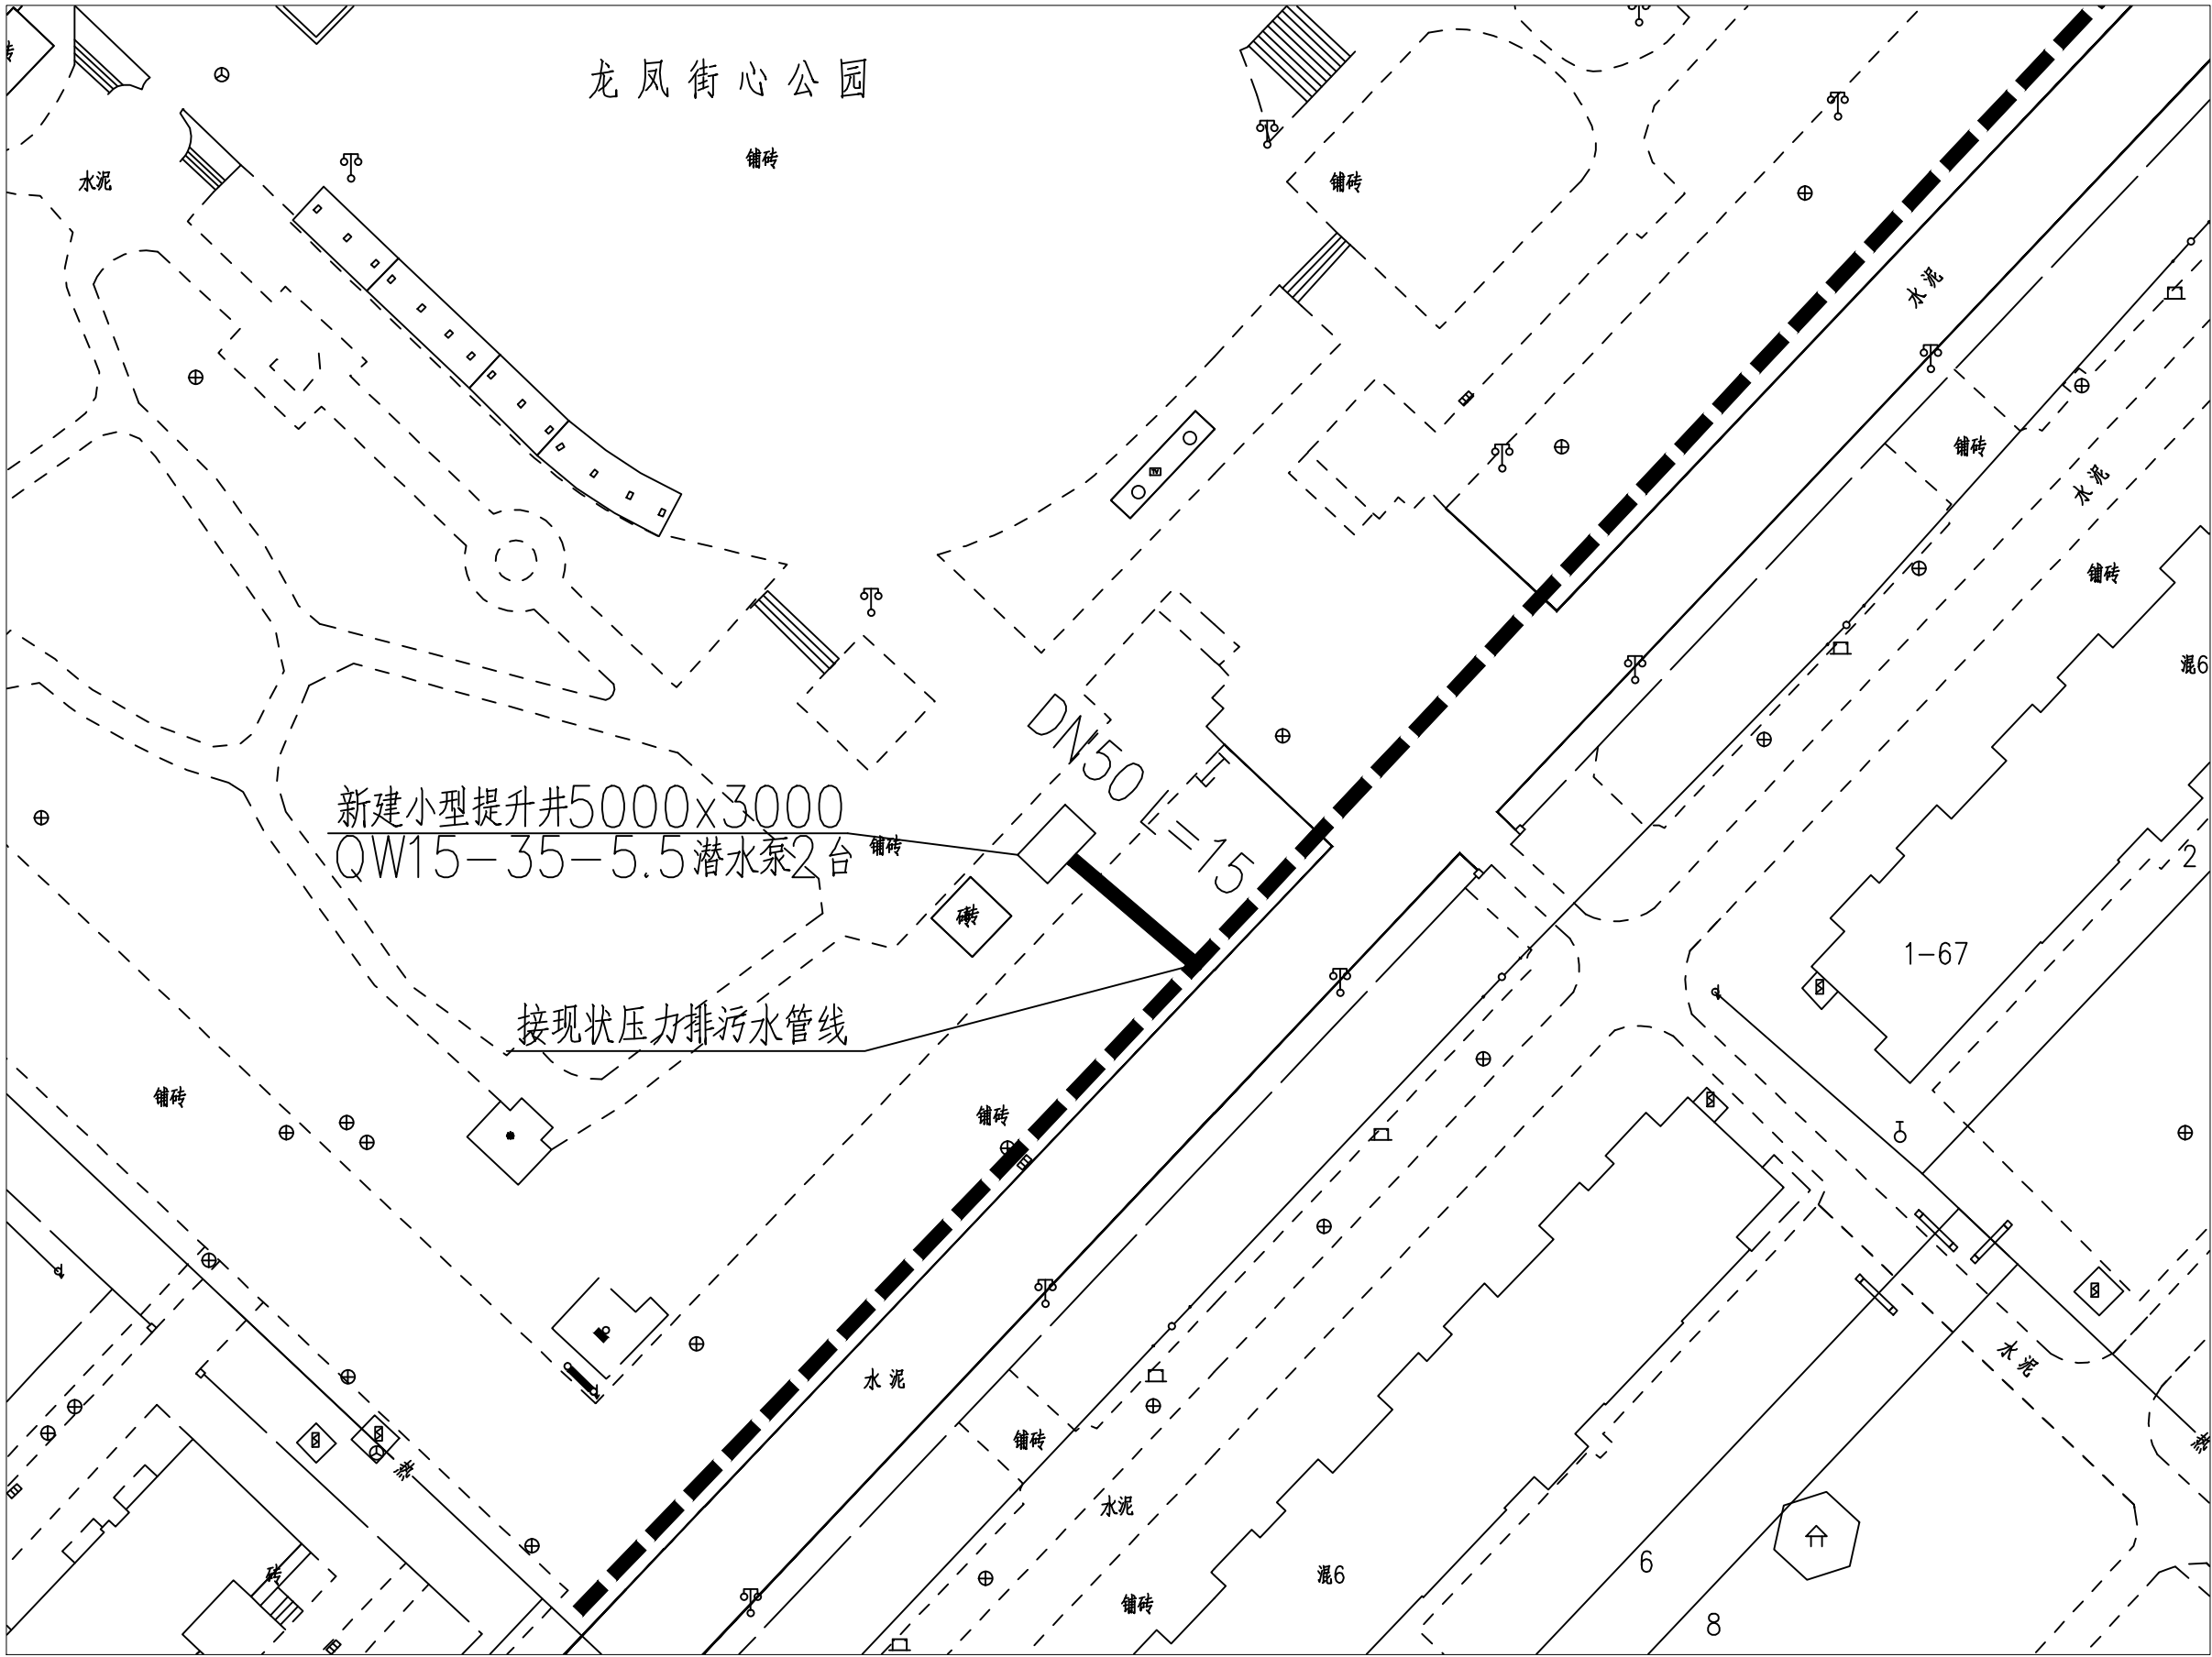 砖
龙凤街心公园
铺砖
铺砖
水泥
水泥
铺砖
水泥
铺砖
混6
DN50 L=15
新建小型提升井5000x3000
QW15-35-5.5潜水泵2台
铺砖
2
砖
1-67
接现状压力排污水管线
铺砖
铺砖
水泥
水泥
铺砖
水泥
砖
混6
6
铺砖
8